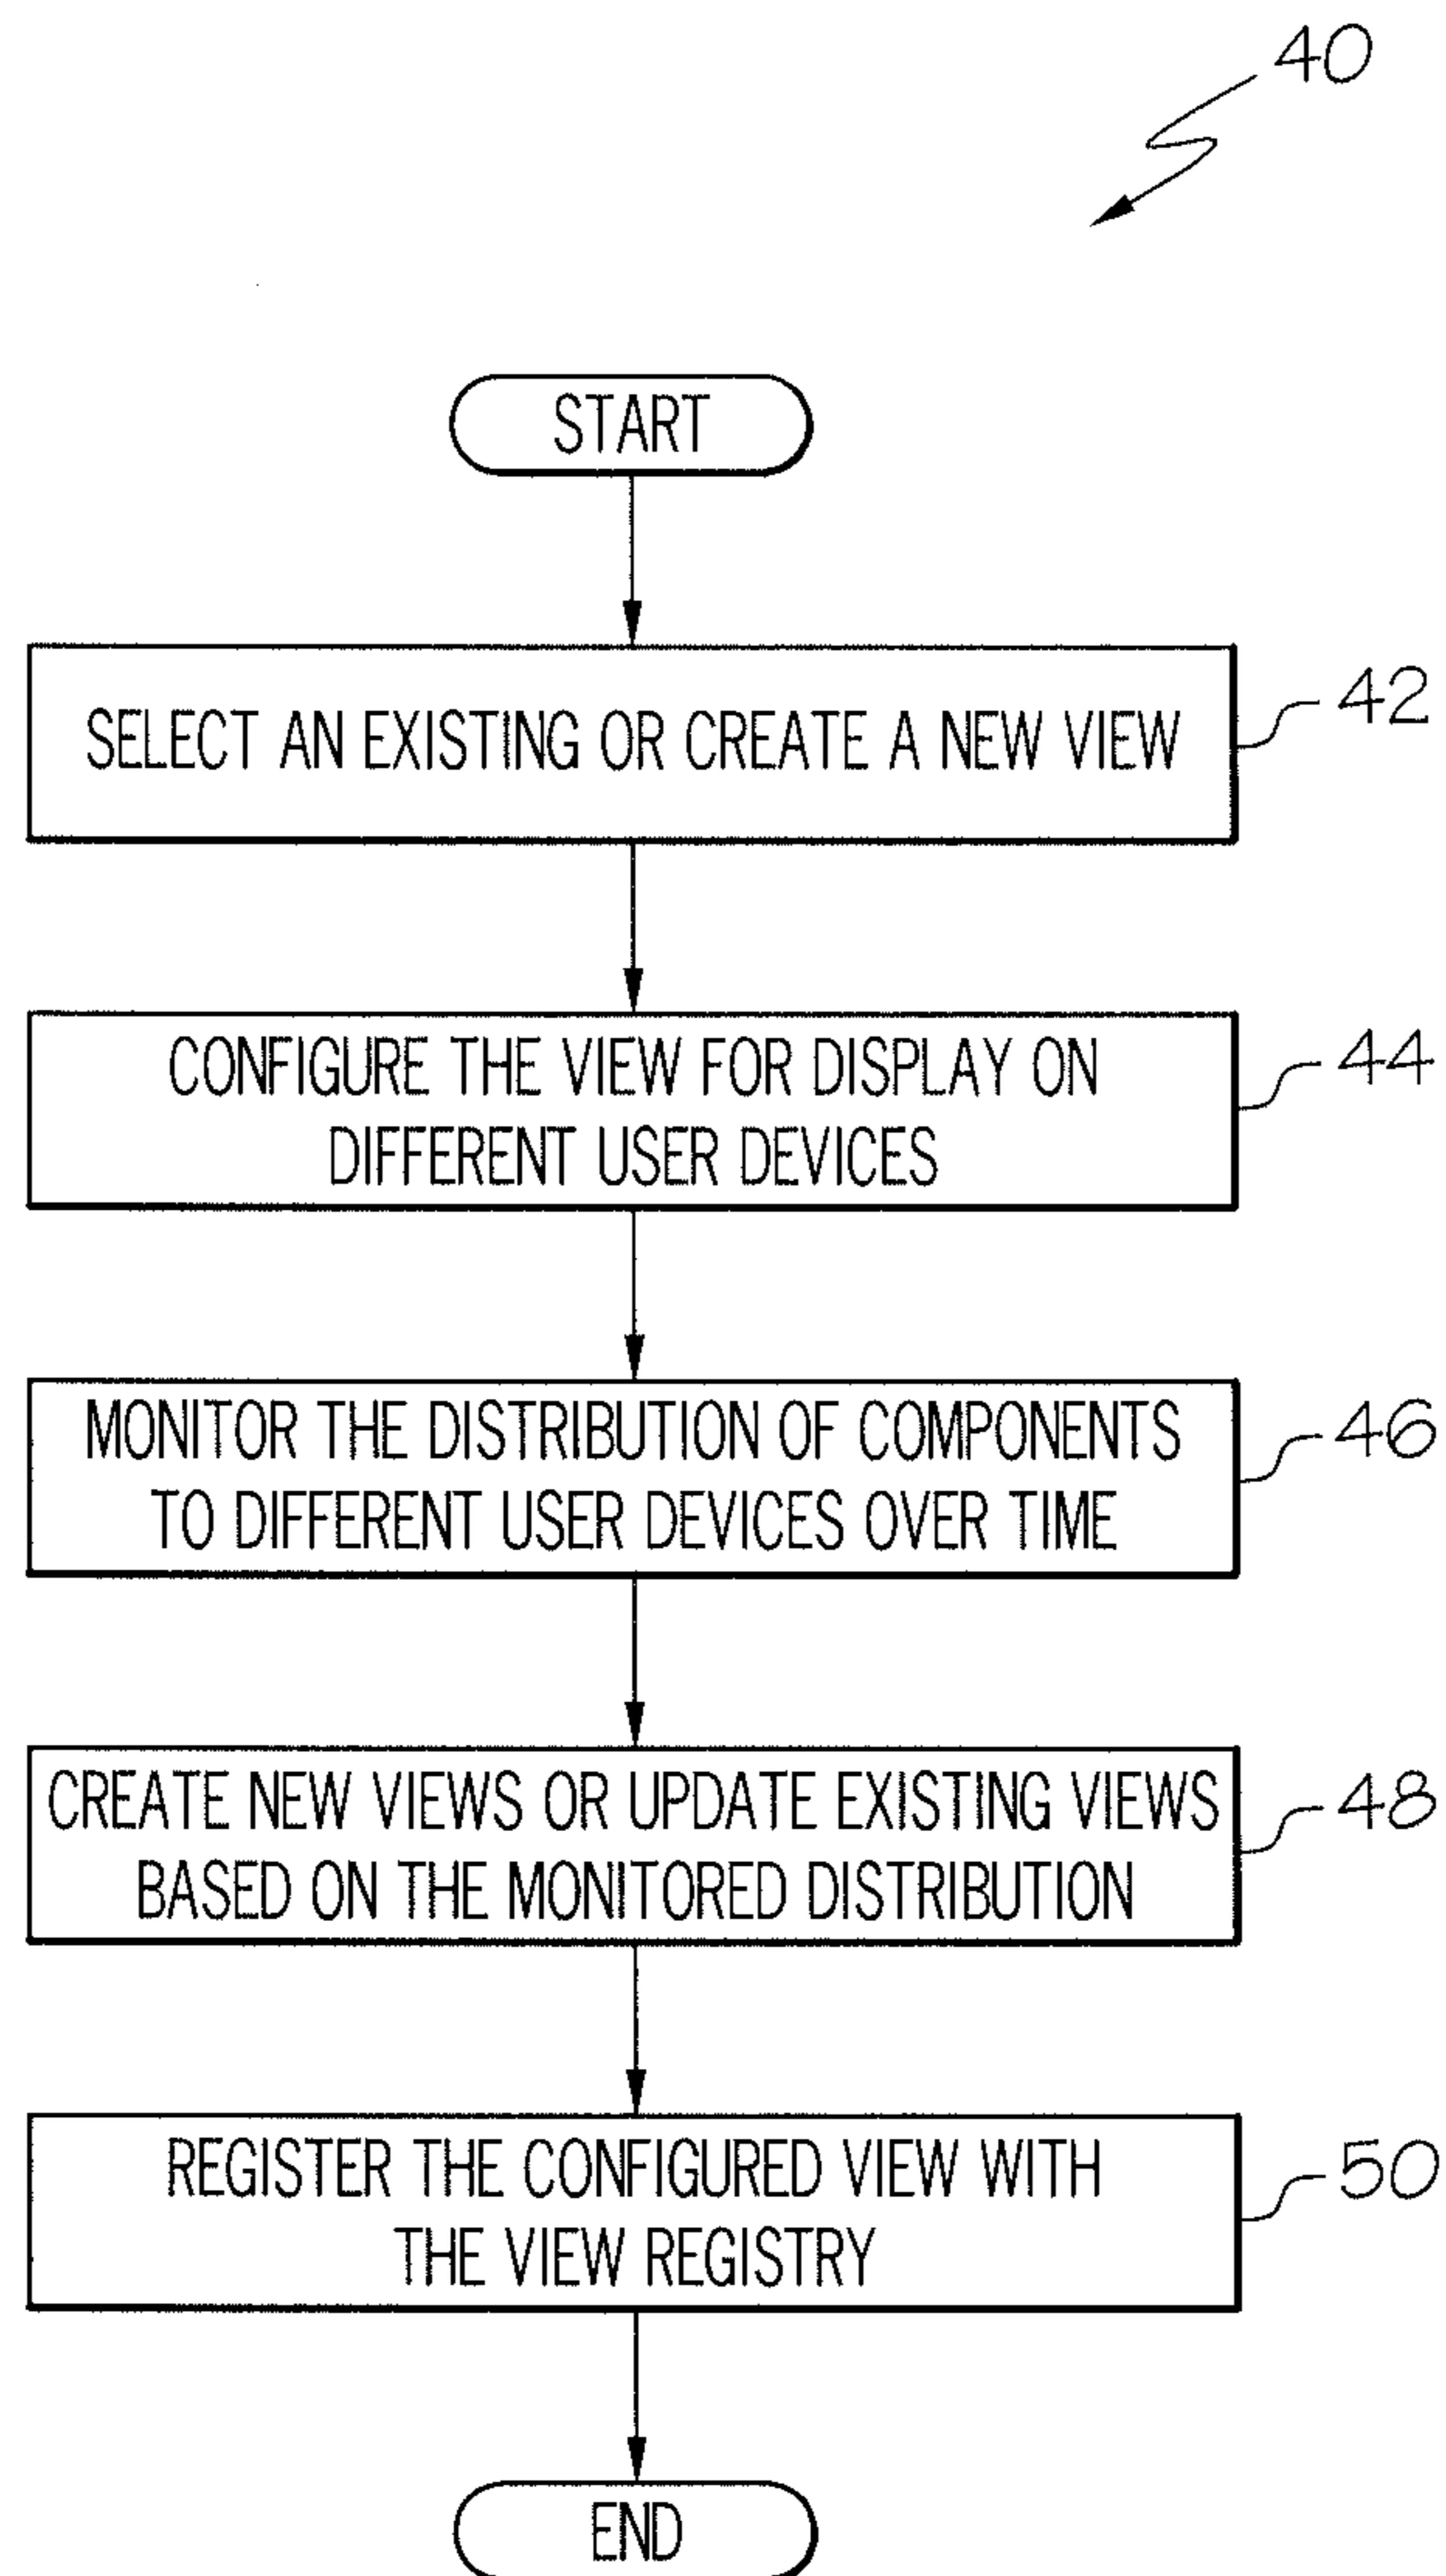 40
START
SELECT AN EXISTING OR CREATE A NEW VIEW
42
CONFIGURE THE VIEW FOR DISPLAY ON
DIFFERENT USER DEVICES
44
MONITOR THE DISTRIBUTION OF COMPONENTS
TO DIFFERENT USER DEVICES OVER TIME
46
CREATE NEW VIEWS OR UPDATE EXISTING VIEWS
BASED ON THE MONITORED DISTRIBUTION
48
REGISTER THE CONFIGURED VIEW WITH
THE VIEW REGISTRY
50
END